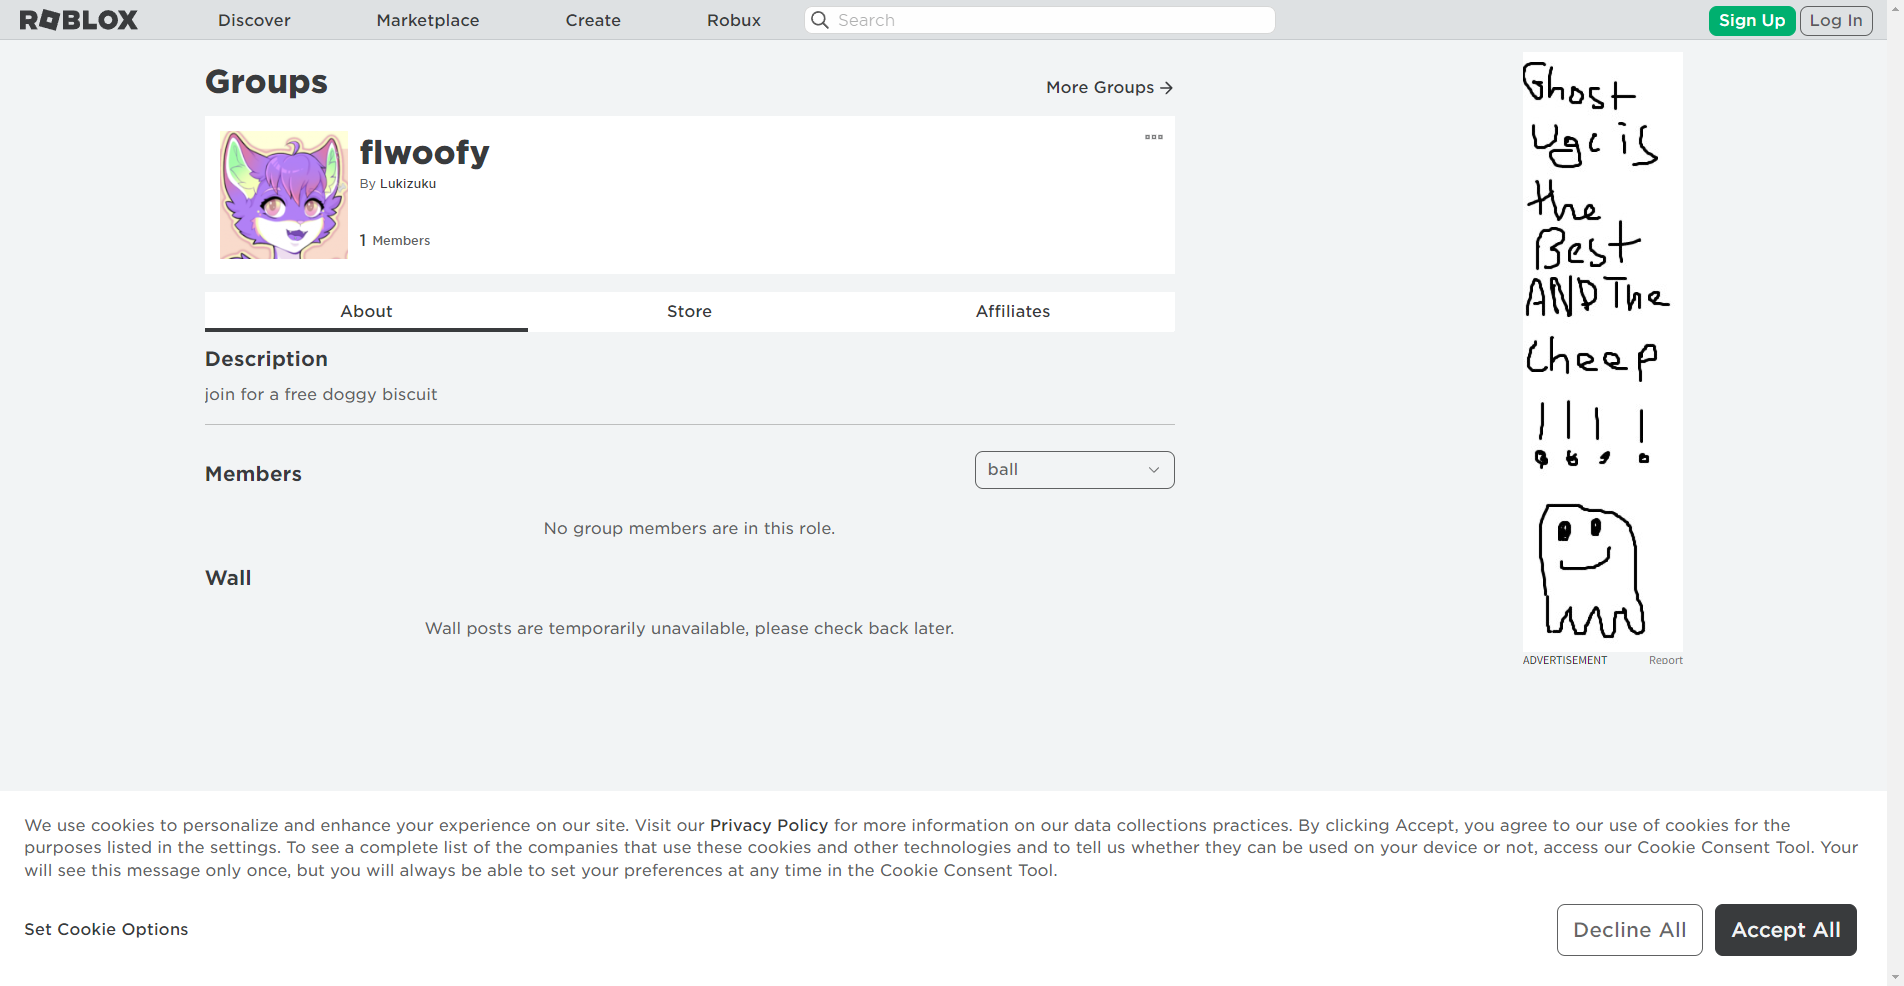 ROBLOX
Discover
Marketplace
Create
Robux
Search
Sign Up
Log In
Groups
More Groups
flwoofy
By Lukizuku
1 Members
About
Store
Affiliates
Description
join for a free doggy biscuit
Members
ball
No group members are in this role.
Wall
Wall posts are temporarily unavailable, please check back later.
Ghost
Ugc is
the
Best
AND The
cheep
!!! !
ADVERTISEMENT
Report
We use cookies to personalize and enhance your experience on our site. Visit our Privacy Policy for more information on our data collections practices. By clicking Accept, you agree to our use of cookies for the
purposes listed in the settings. To see a complete list of the companies that use these cookies and other technologies and to tell us whether they can be used on your device or not, access our Cookie Consent Tool. Your
will see this message only once, but you will always be able to set your preferences at any time in the Cookie Consent Tool.
Set Cookie Options
Decline All
Accept All